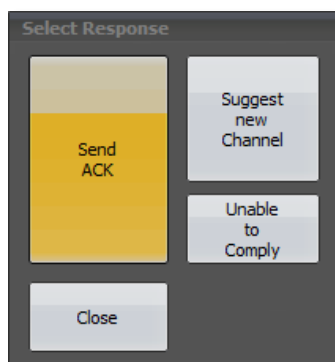 Select Response
Send
ACK
Suggest
new
Channel
Unable
to
Comply
Close